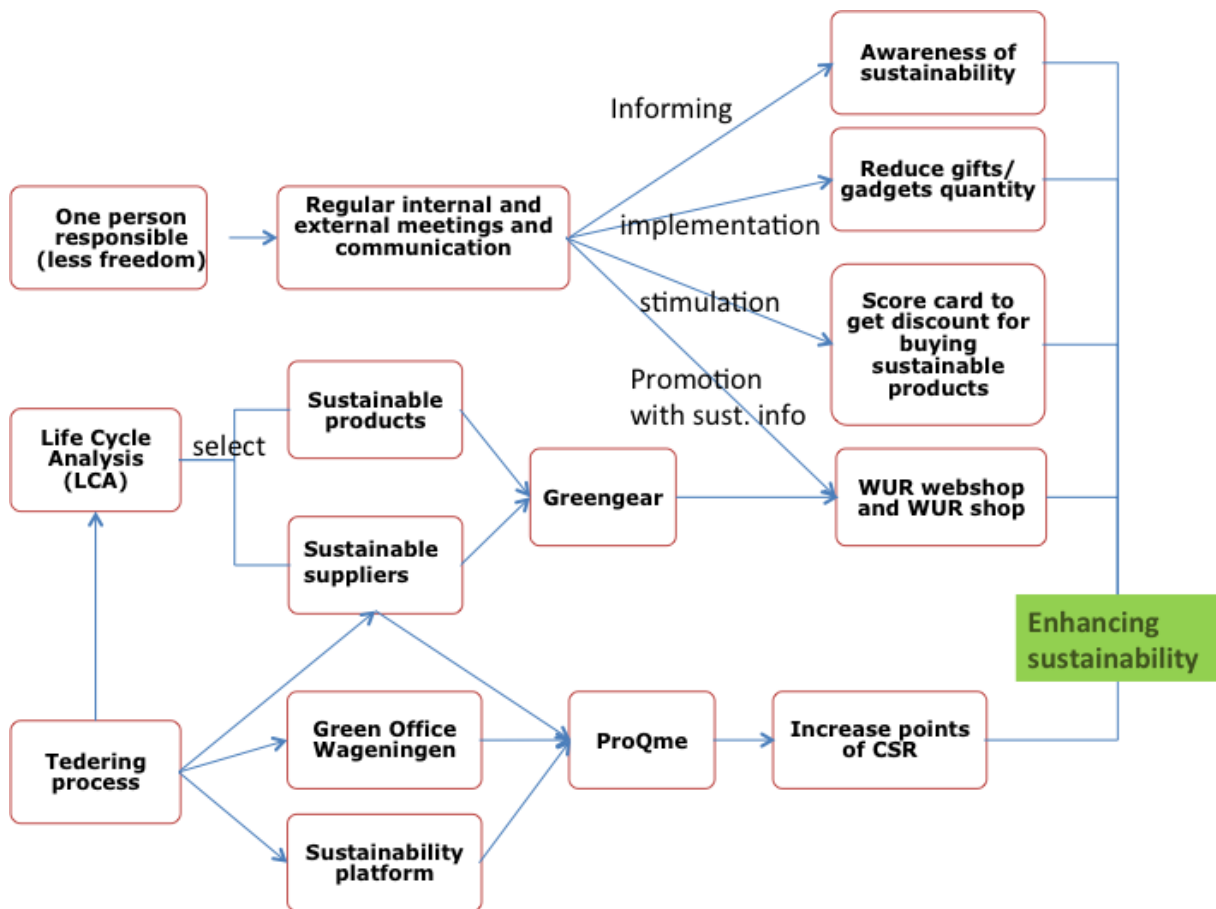 Awareness of
sustainability
Informing
Reduce gifts/
gadgets quantity
One person
responsible
(less freedom)
Regular internal and
external meetings and
communication
implementation
stimulation
Score card to
get discount for
buying
sustainable
products
Promotion
with sust. info
Sustainable
products
Life Cycle
Analysis
(LCA)
select
Greengear
WUR webshop
and WUR shop
Sustainable
suppliers
Enhancing
sustainability
Tedering
process
Green Office
Wageningen
ProQme
Increase points
of CSR
Sustainability
platform